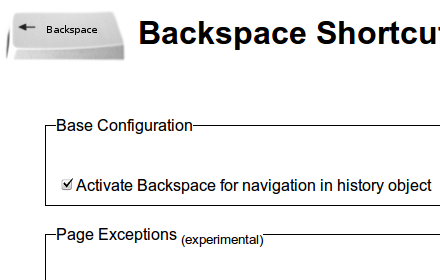 Backspace
Backspace Shortcu
Base Configuration
Activate Backspace for navigation in history object
Page Exceptions (experimental)